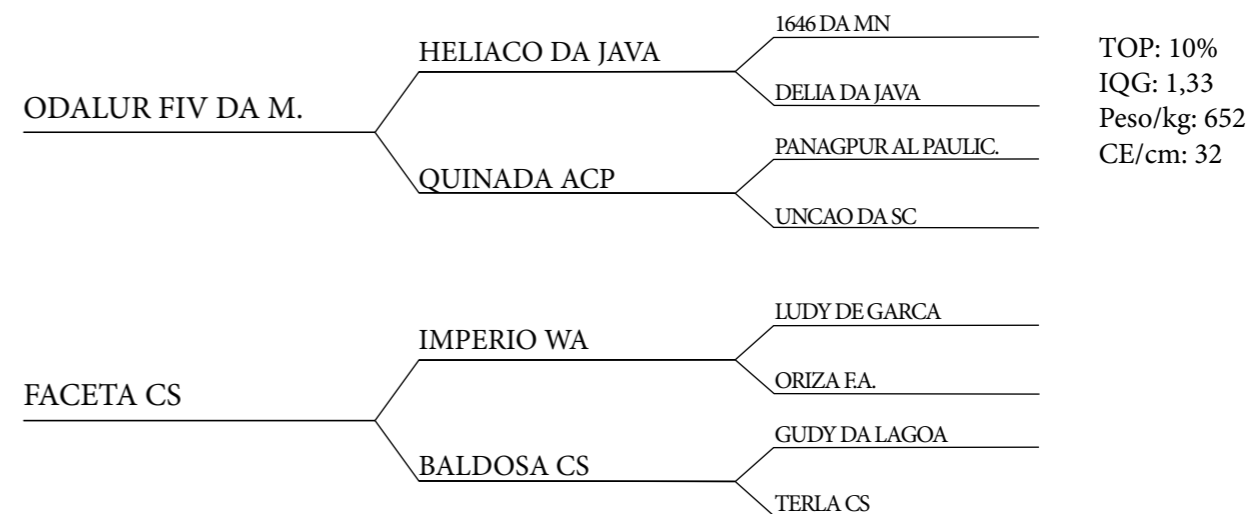 1646 DA MN
HELIACO DA JAVA
DELIA DA JAVA
ODALUR FIV DA M.
PANAGPUR AL PAULIC.
QUINADA ACP
UNCAO DA SC
TOP: 10%
IQG: 1,33
Peso/kg: 652
CE/cm: 32
LUDY DE GARCA
IMPERIO WA
ORIZA F.A.
FACETA CS
GUDY DA LAGOA
BALDOSA CS
TERLA CS